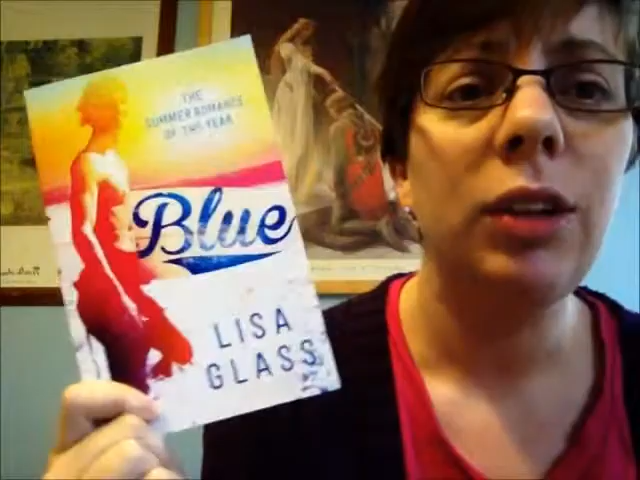 THE
SUMMER ROMANCE
OF THE YEAR
Blue
LISA
GLASS